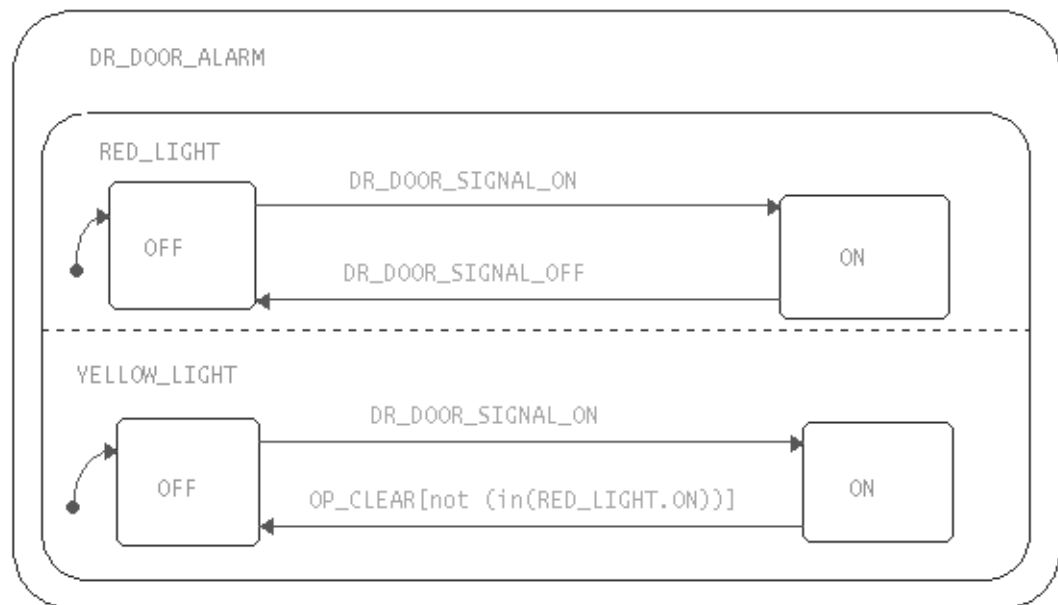 DR_DOOR_ALARM
RED_LIGHT
DR_DOOR_SIGNAL_ON
OFF
ON
DR_DOOR_SIGNAL_OFF
YELLOW_LIGHT
DR_DOOR_SIGNAL_ON
OFF
ON
OP_CLEAR[not (in(RED_LIGHT.ON))]